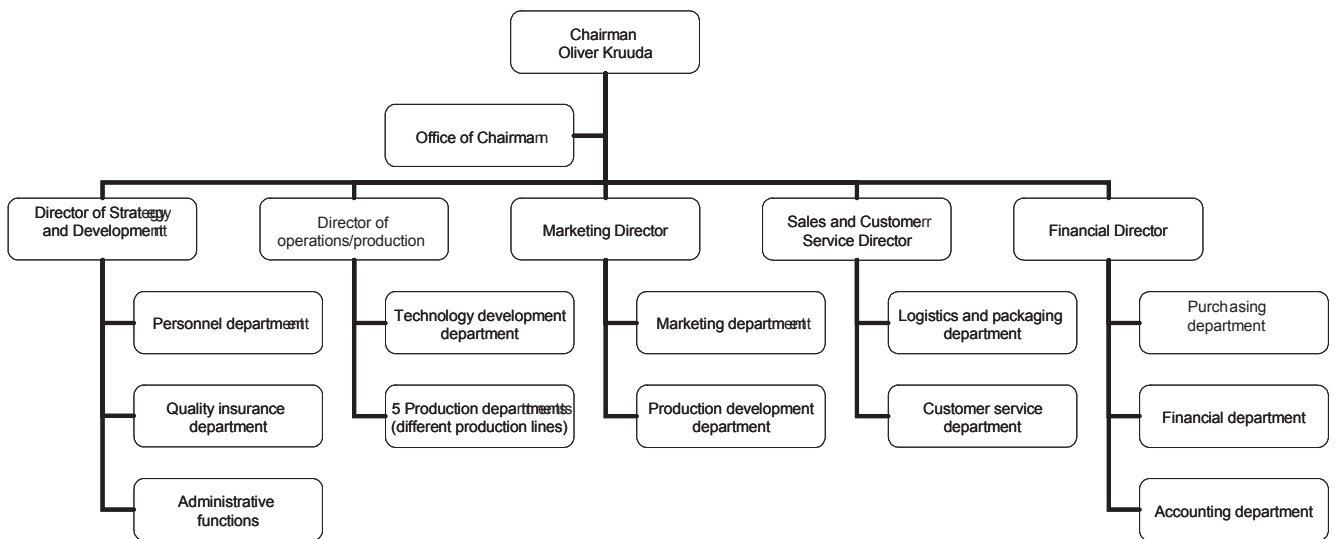 Chairman
Oliver Kruuda
Office of Chairman
Director of Strategy
and Development
Director of
operations/production
Marketing Director
Sales and Customer
Service Director
Financial Director
Personnel department
Technology development
department
Marketing department
Logistics and packaging
department
Purchasing
department
Quality insurance
department
5 Production departments
(different production lines)
Production development
department
Customer service
department
Financial department
Administrative
functions
Accounting department